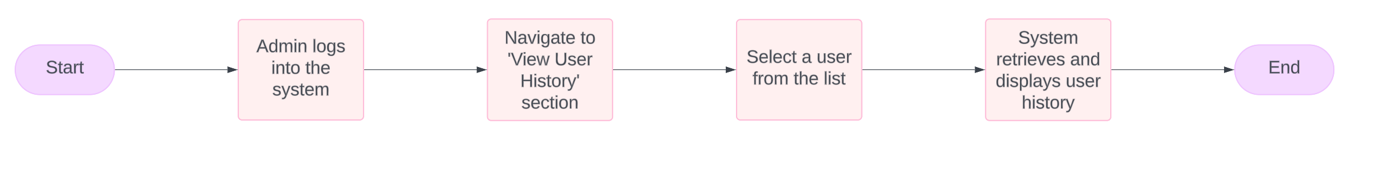 Start
Admin logs
into the
system
Navigate to
'View User
History'
section
Select a user
from the list
System
retrieves and
displays user
history
End